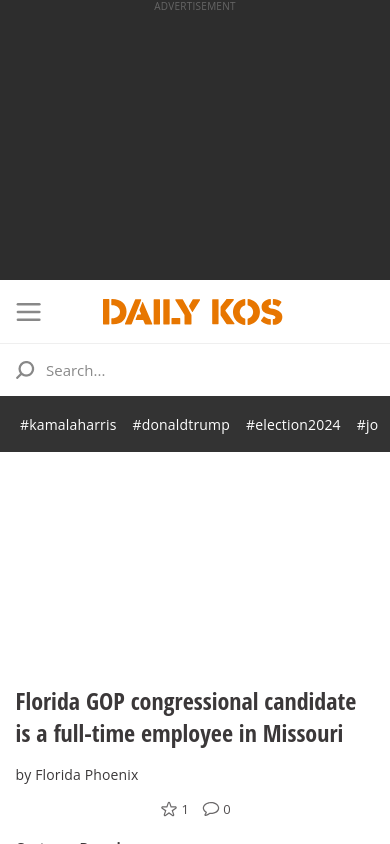 ADVERTISEMENT
DAILY KOS
Search...
#kamalaharris #donaldtrump #election2024 #jo
Florida GOP congressional candidate
is a full-time employee in Missouri
by Florida Phoenix
1 0